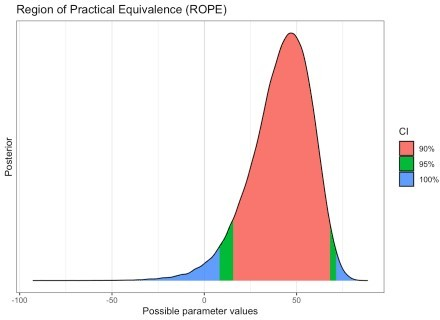 Region of Practical Equivalence (ROPE)
Posterior
CI
90%
95%
100%
-100
-50
0
50
Possible parameter values